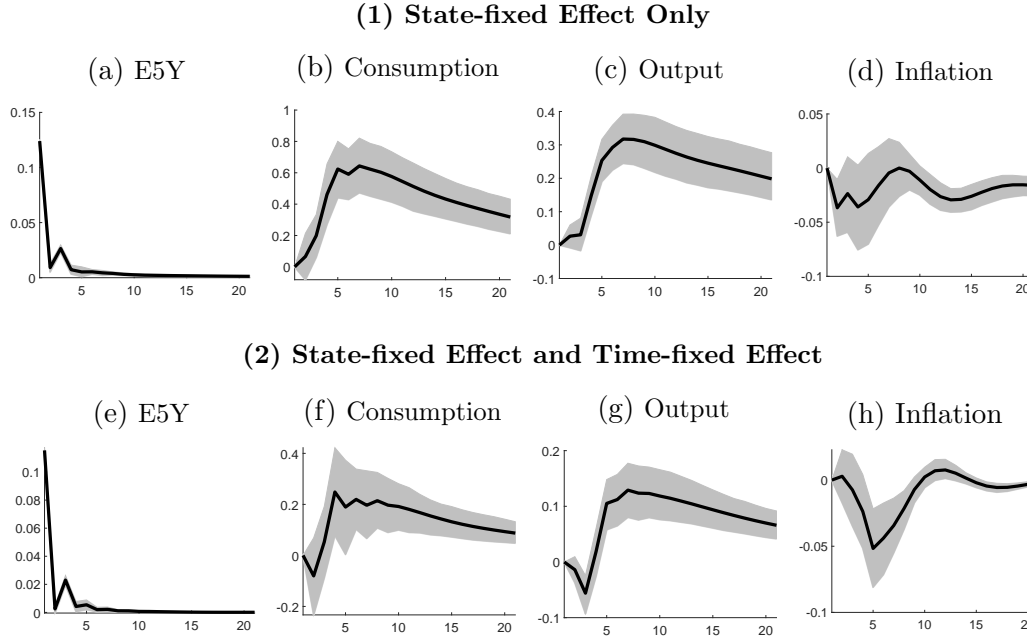 (1) State-fixed Effect Only
(a) E5Y
(b) Consumption
(c) Output
(d) Inflation
0.15
0.1
0.05
0
5 10 15 20
1
0.8
0.6
0.4
0.2
0
5 10 15 20
0.4
0.3
0.2
0.1
0
-0.1
5 10 15 20
0.05
0
-0.05
-0.1
5 10 15 20
(2) State-fixed Effect and Time-fixed Effect
(e) E5Y
(f) Consumption
(g) Output
(h) Inflation
0.1
0.08
0.06
0.04
0.02
0
5 10 15 20
0.4
0.2
0
-0.2
5 10 15 20
0.2
0.1
0
-0.1
5 10 15 20
0
-0.05
-0.1
5 10 15 20